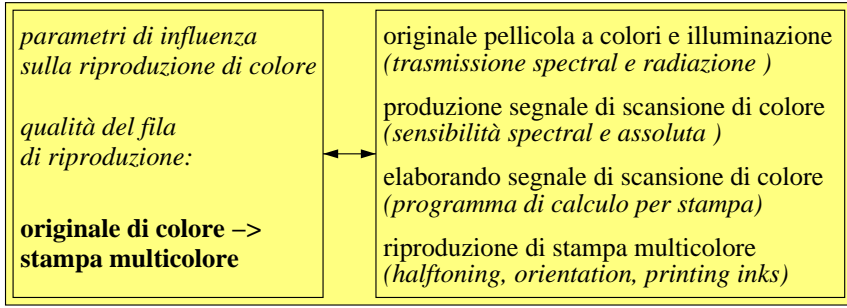 parametri di influenza
sulla riproduzione di colore
qualità del fila
di riproduzione:
originale di colore −>
stampa multicolore
originale pellicola a colori e illuminazione
(trasmissione spectral e radiazione )
produzione segnale di scansione di colore
(sensibilità spectral e assoluta )
elaborando segnale di scansione di colore
(programma di calculo per stampa)
riproduzione di stampa multicolore
(halftoning, orientation, printing inks)